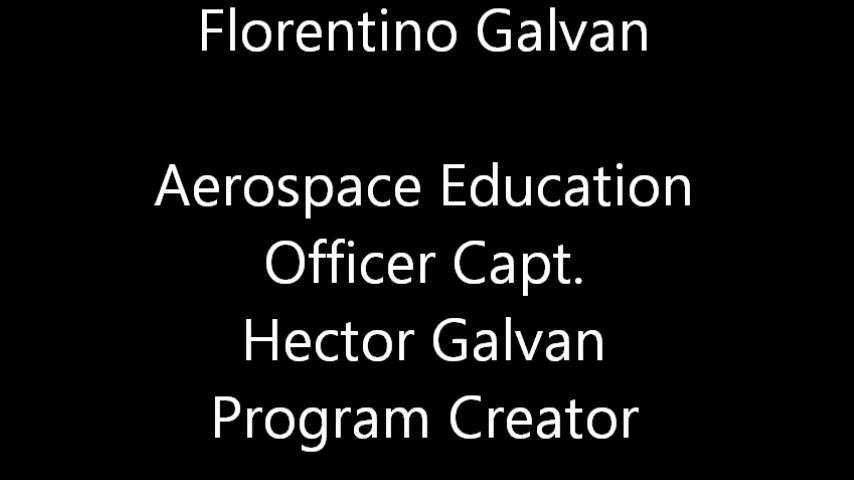 Florentino Galvan
Aerospace Education
Officer Capt.
Hector Galvan
Program Creator